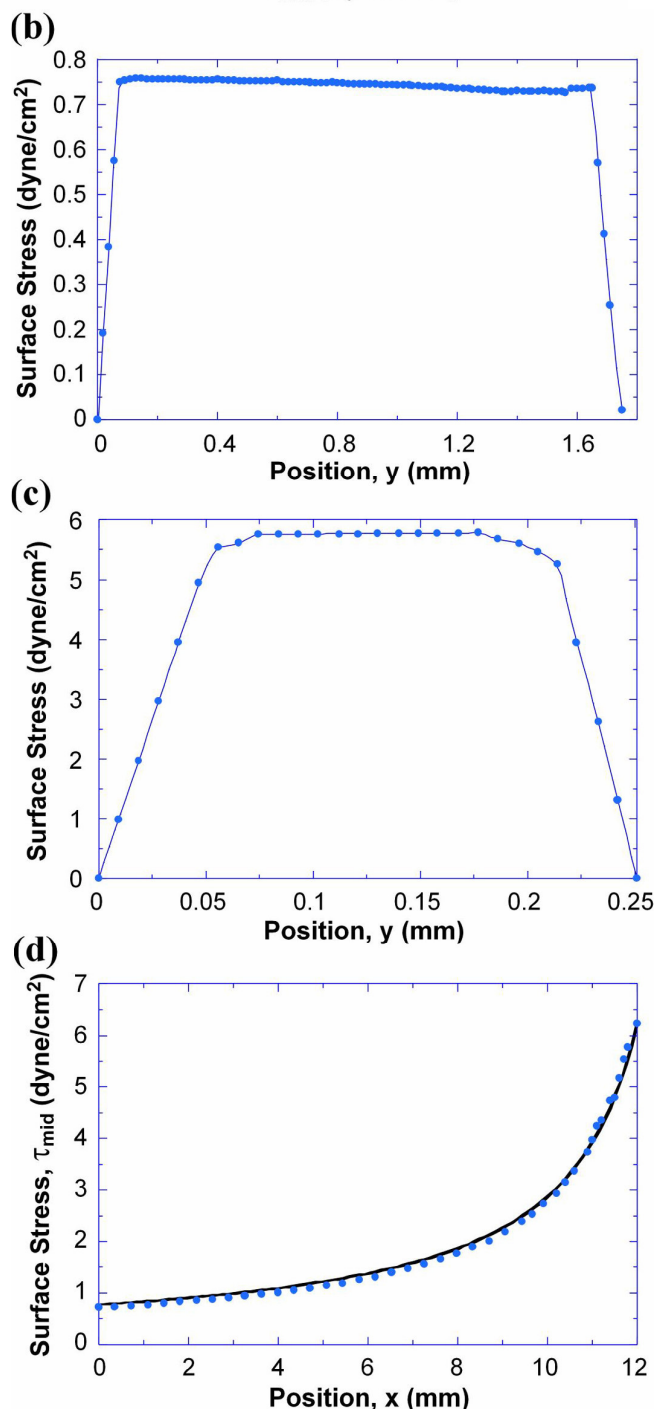 (b)
0.8
0.7
0.6
0.5
0.4
0.3
0.2
0.1
0
Surface Stress (dyne/cm²)
0 0.4 0.8 1.2 1.6
Position, y (mm)
(c)
6
5
4
3
2
1
0
Surface Stress (dyne/cm²)
0 0.05 0.1 0.15 0.2 0.25
Position, y (mm)
(d)
7
6
5
4
3
2
1
0
Surface Stress, τmid (dyne/cm²)
0 2 4 6 8 10 12
Position, x (mm)